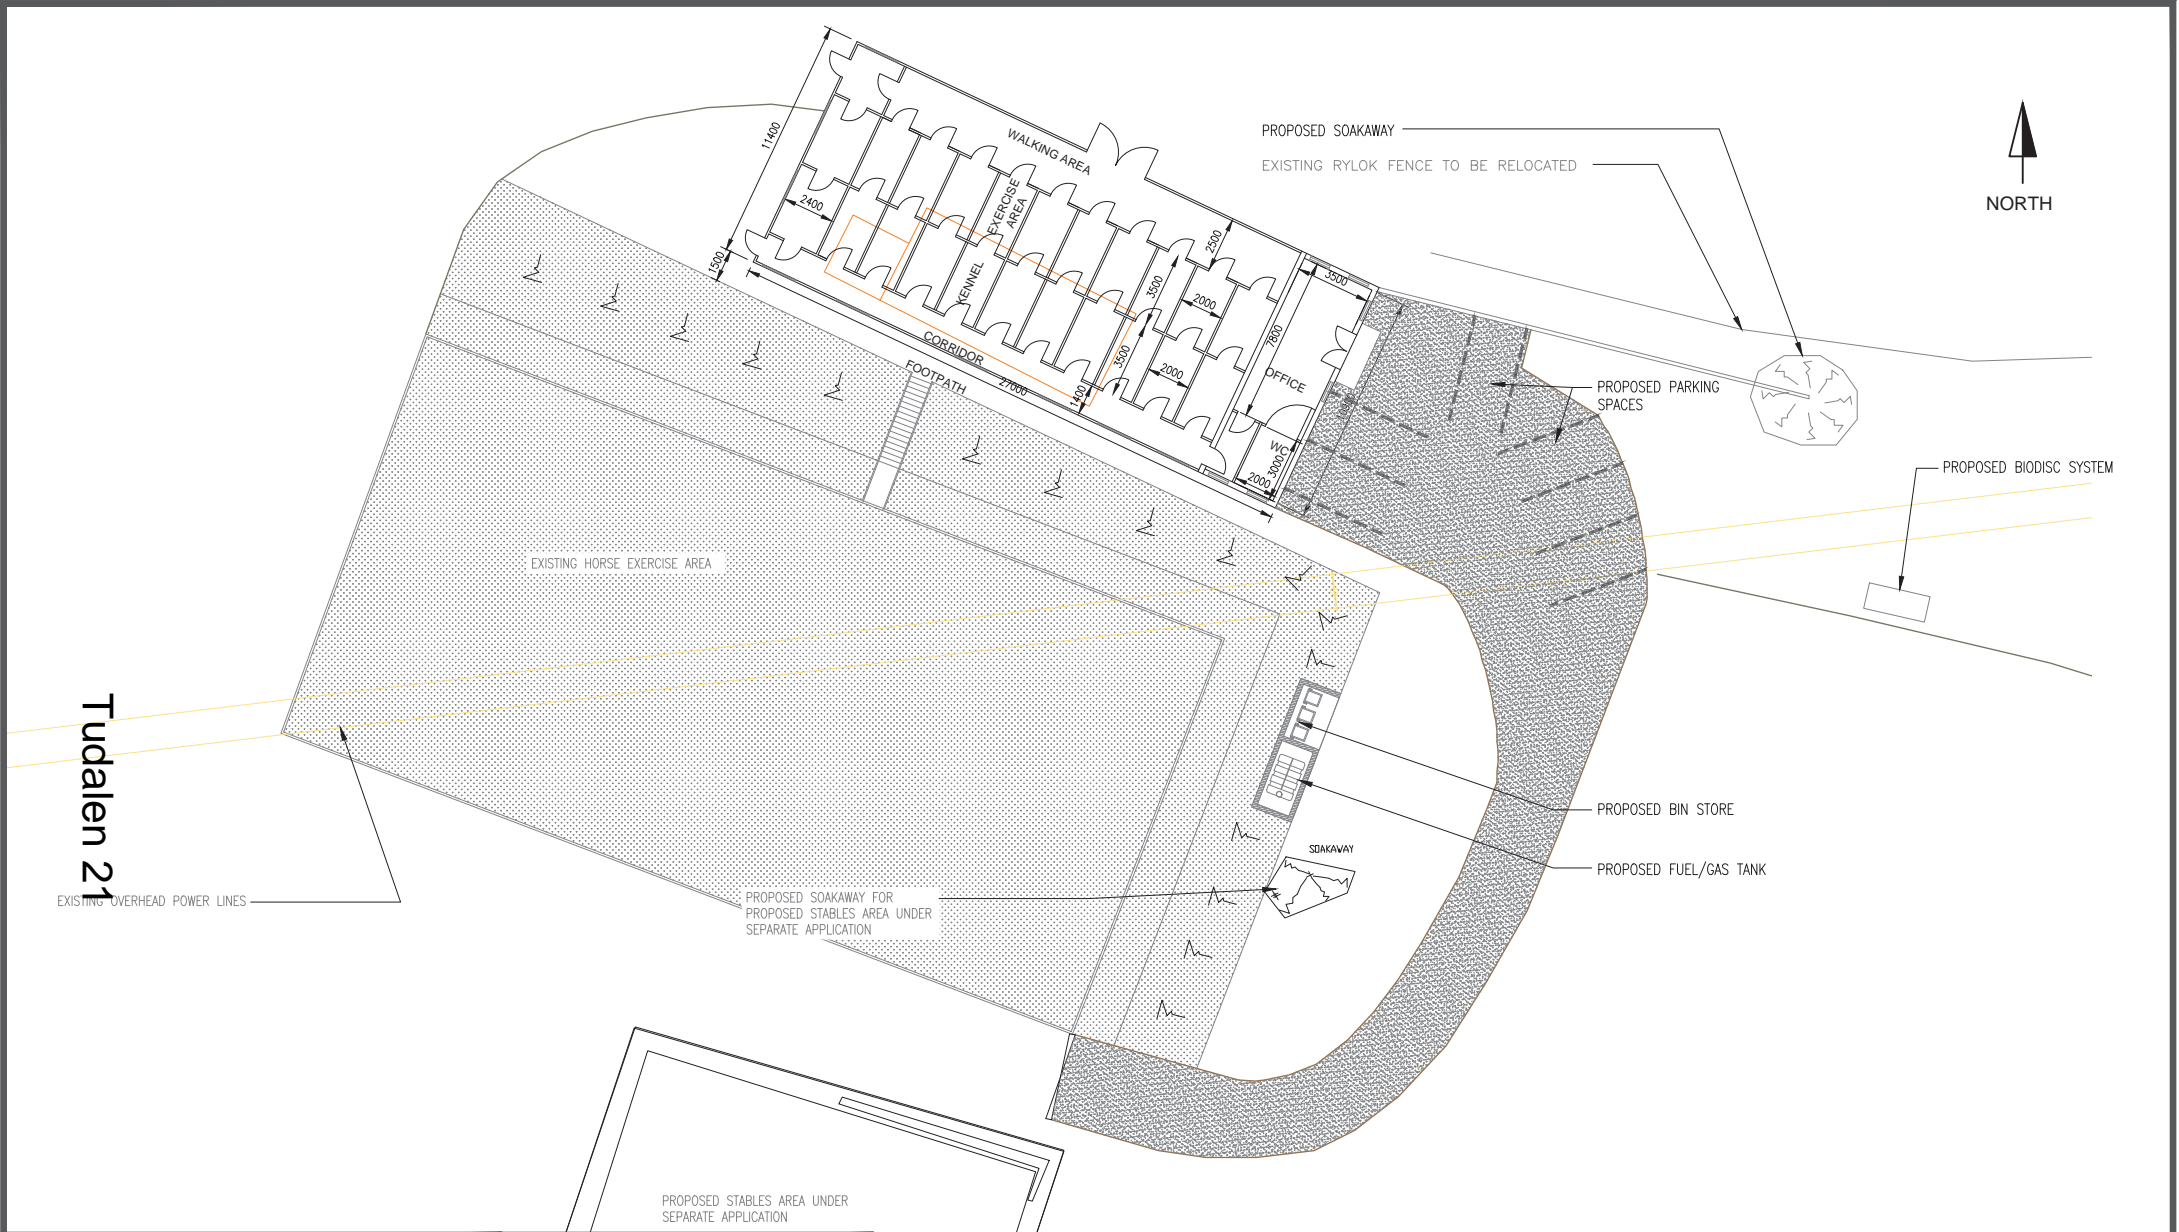 11400
WALKING AREA
PROPOSED SOAKAWAY
EXISTING RYLOK FENCE TO BE RELOCATED
NORTH
2400
EXERCISE
AREA
2500
1500
KENNEL
3500
2000
3500
7800
CORRIDOR
FOOTPATH
27000
3500
2000
1400
OFFICE
PROPOSED PARKING
SPACES
WC
3000
2000
PROPOSED BIODISC SYSTEM
EXISTING HORSE EXERCISE AREA
Tudalen 21
PROPOSED BIN STORE
PROPOSED FUEL/GAS TANK
SOAKAWAY
EXISTING OVERHEAD POWER LINES
PROPOSED SOAKAWAY FOR
PROPOSED STABLES AREA UNDER
SEPARATE APPLICATION
PROPOSED STABLES AREA UNDER
SEPARATE APPLICATION